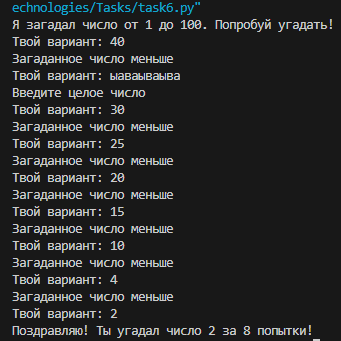 echnologies/Tasks/task6.py"
Я загадал число от 1 до 100. Попробуй угадать!
Твой вариант: 40
Загаданное число меньше
Твой вариант: ываваываыва
Введите целое число
Твой вариант: 30
Загаданное число меньше
Твой вариант: 25
Загаданное число меньше
Твой вариант: 20
Загаданное число меньше
Твой вариант: 15
Загаданное число меньше
Твой вариант: 10
Загаданное число меньше
Твой вариант: 4
Загаданное число меньше
Твой вариант: 2
Поздравляю! Ты угадал число 2 за 8 попытки!